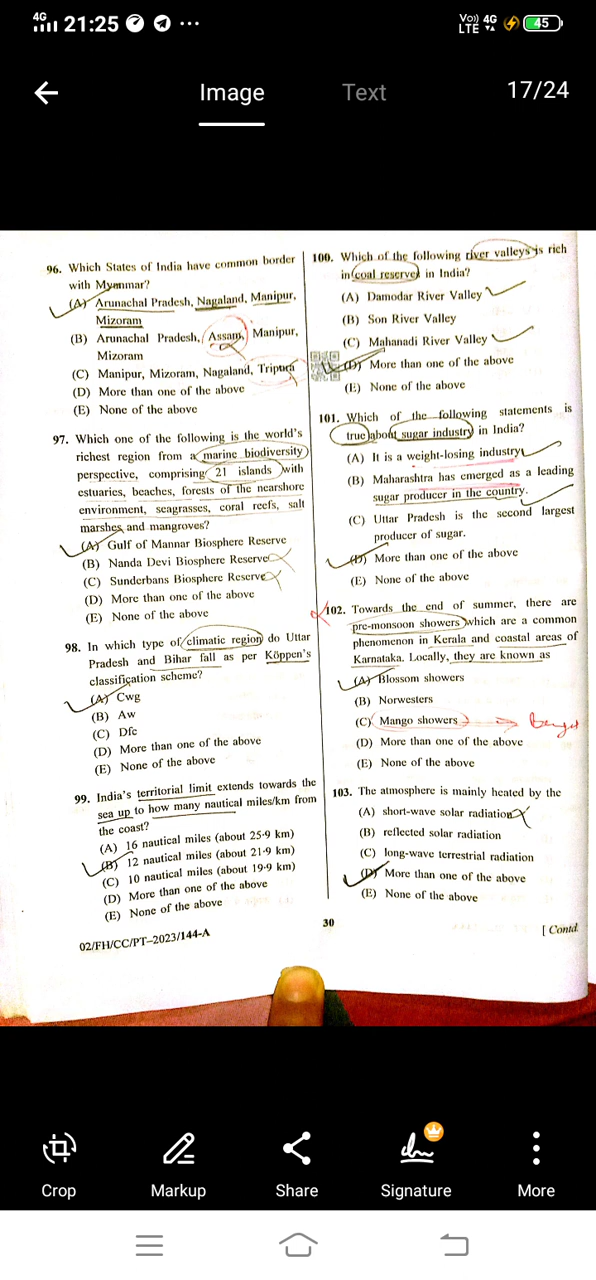 4G
21:25
Vo))
LTE
4G
45
Image
Text
17/24
96. Which States of India have common border
with Myanmar?
(A) Arunachal Pradesh, Nagaland, Manipur,
Mizoram
(B) Arunachal Pradesh, Assam, Manipur,
Mizoram
(C) Manipur, Mizoram, Nagaland, Tripura
(D) More than one of the above
(E) None of the above
97. Which one of the following is the world's
richest region from a marine biodiversity
perspective, comprising 21 islands with
estuaries, beaches, forests of the nearshore
environment, seagrasses, coral reefs, salt
marshes and mangroves?
(A) Gulf of Mannar Biosphere Reserve
(B) Nanda Devi Biosphere Reserve
(C) Sunderbans Biosphere Reserve
(D) More than one of the above
(E) None of the above
98. In which type of climatic region do Uttar
Pradesh and Bihar fall as per Köppen's
classification scheme?
(A) Cwg
(B) Aw
(C) Dfc
(D) More than one of the above
(E) None of the above
99. India's territorial limit extends towards the
sea up to how many nautical miles/km from
the coast?
(A) 16 nautical miles (about 25·9 km)
(B) 12 nautical miles (about 21·9 km)
(C) 10 nautical miles (about 19·9 km)
(D) More than one of the above
(E) None of the above
02/FH/CC/PT–2023/144-A
100. Which of the following river valleys is rich
in coal reserves in India?
(A) Damodar River Valley
(B) Son River Valley
(C) Mahanadi River Valley
(D) More than one of the above
(E) None of the above
101. Which of the following statements is
true about sugar industry in India?
(A) It is a weight-losing industry.
(B) Maharashtra has emerged as a leading
sugar producer in the country.
(C) Uttar Pradesh is the second largest
producer of sugar.
(D) More than one of the above
(E) None of the above
102. Towards the end of summer, there are
pre-monsoon showers which are a common
phenomenon in Kerala and coastal areas of
Karnataka. Locally, they are known as
(A) Blossom showers
(B) Norwesters
(C) Mango showers
(D) More than one of the above
(E) None of the above
103. The atmosphere is mainly heated by the
(A) short-wave solar radiation
(B) reflected solar radiation
(C) long-wave terrestrial radiation
(D) More than one of the above
(E) None of the above
30
[ Contd.
Crop
Markup
Share
Signature
More